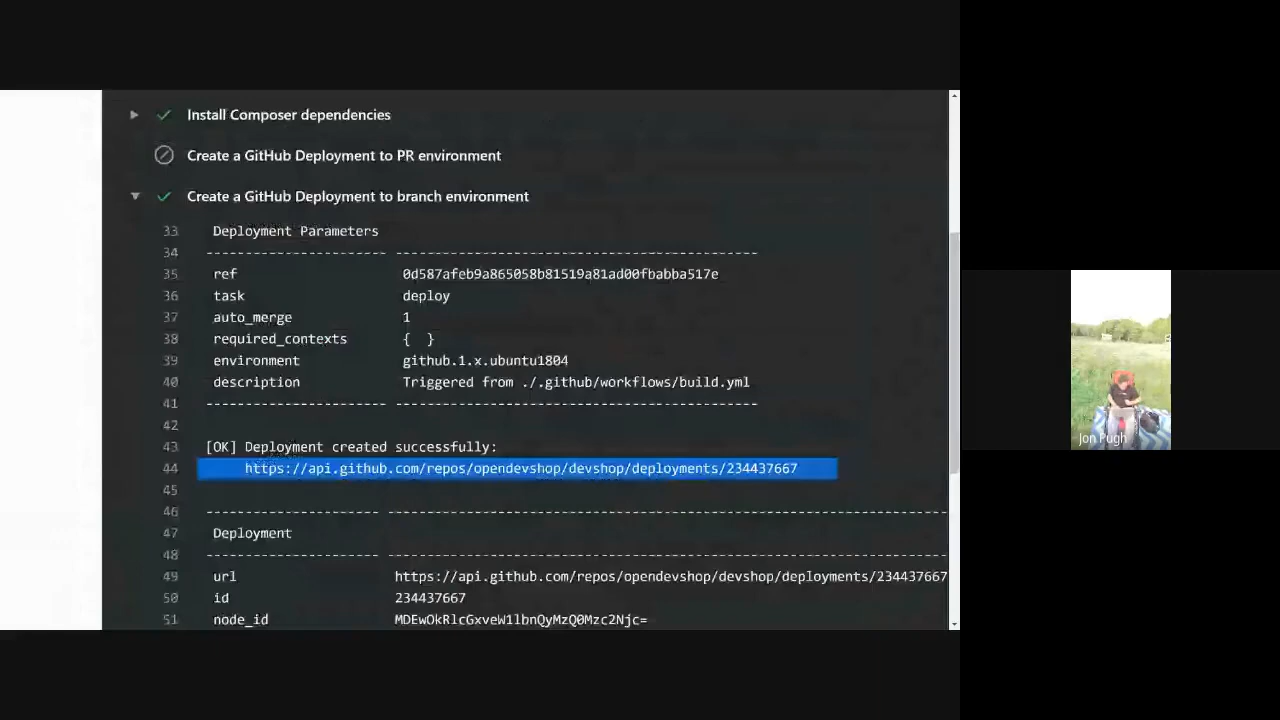 Install Composer dependencies
Create a GitHub Deployment to PR environment
Create a GitHub Deployment to branch environment
33 Deployment Parameters
34 ---------------------- ----------------------------------------------
35 ref 0d587afeb9a865058b81519a81ad00fbabba517e
36 task deploy
37 auto_merge 1
38 required_contexts { }
39 environment github.1.x.ubuntu1804
40 description Triggered from ./.github/workflows/build.yml
41 ---------------------- ----------------------------------------------
42
43 [OK] Deployment created successfully:
44 https://api.github.com/repos/opendevshop/devshop/deployments/234437667
45
46 ---------------------- ----------------------------------------------
47 Deployment
48 ---------------------- ----------------------------------------------
49 url https://api.github.com/repos/opendevshop/devshop/deployments/234437667
50 id 234437667
51 node_id MDEwOkRlcGxveW1lbnQyMzQ0Mzc2Njc=
Jon Pugh